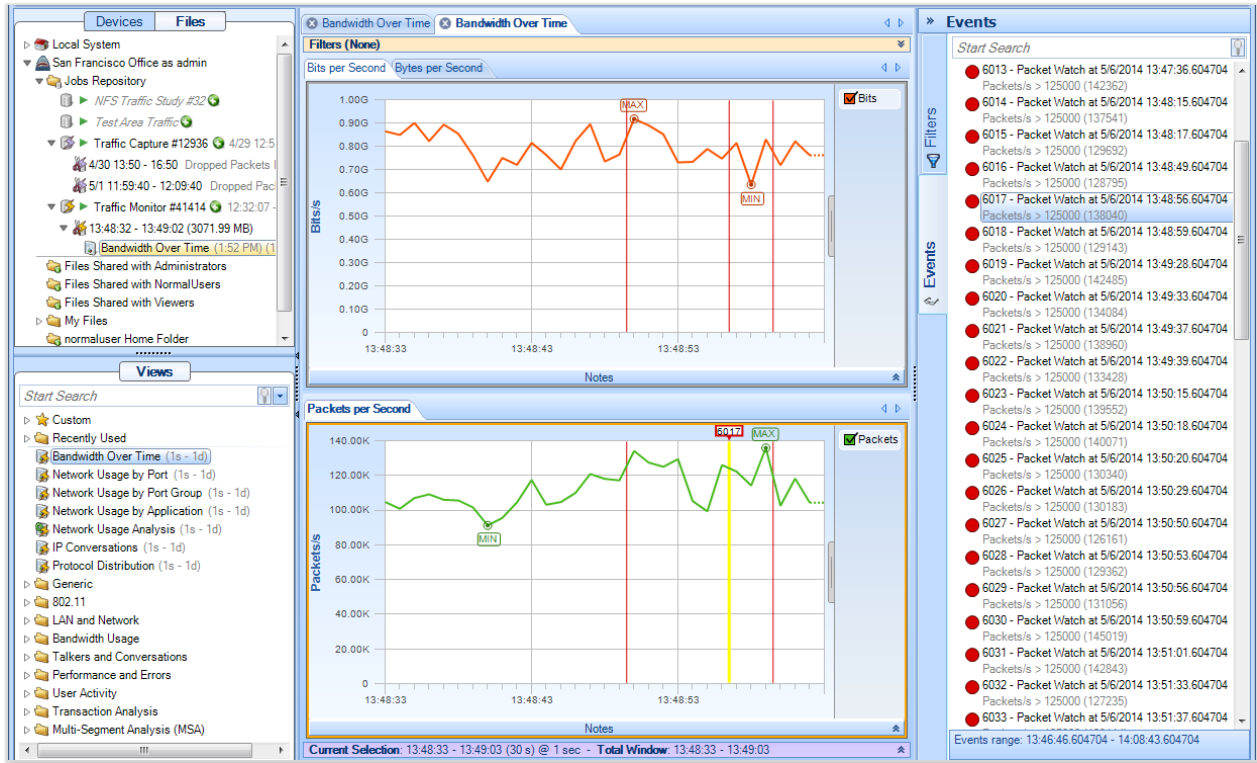 Devices
Files
Local System
San Francisco Office as admin
Jobs Repository
NFS Traffic Study #32
Test Area Traffic
Traffic Capture #12936 4/29 12:5
4/30 13:50 - 16:50 Dropped Packets
5/1 11:59:40 - 12:09:40 Dropped Pac
Traffic Monitor #41414 12:32:07 -
13:48:32 - 13:49:02 (3071.99 MB)
Bandwidth Over Time (1:52 PM) (1
Files Shared with Administrators
Files Shared with NormalUsers
Files Shared with Viewers
My Files
normaluser Home Folder
Views
Start Search
Custom
Recently Used
Bandwidth Over Time (1s - 1d)
Network Usage by Port (1s - 1d)
Network Usage by Port Group (1s - 1d)
Network Usage by Application (1s - 1d)
Network Usage Analysis (1s - 1d)
IP Conversations (1s - 1d)
Protocol Distribution (1s - 1d)
Generic
802.11
LAN and Network
Bandwidth Usage
Talkers and Conversations
Performance and Errors
User Activity
Transaction Analysis
Multi-Segment Analysis (MSA)
Bandwidth Over Time
Bandwidth Over Time
Filters (None)
Bits per Second
Bytes per Second
Bits/s
1.00G
0.90G
0.80G
0.70G
0.60G
0.50G
0.40G
0.30G
0.20G
0.10G
0
MAX
MIN
13:48:33
13:48:43
13:48:53
Bits
Notes
Packets per Second
Packets/s
140.00K
120.00K
100.00K
80.00K
60.00K
40.00K
20.00K
0
6017
MAX
MIN
13:48:33
13:48:43
13:48:53
Packets
Notes
Current Selection: 13:48:33 - 13:49:03 (30 s) @ 1 sec - Total Window: 13:48:33 - 13:49:03
Filters
Events
» Events
Start Search
6013 - Packet Watch at 5/6/2014 13:47:36.604704
Packets/s > 125000 (142362)
6014 - Packet Watch at 5/6/2014 13:48:15.604704
Packets/s > 125000 (137541)
6015 - Packet Watch at 5/6/2014 13:48:17.604704
Packets/s > 125000 (129692)
6016 - Packet Watch at 5/6/2014 13:48:49.604704
Packets/s > 125000 (128795)
6017 - Packet Watch at 5/6/2014 13:48:56.604704
Packets/s > 125000 (138040)
6018 - Packet Watch at 5/6/2014 13:48:59.604704
Packets/s > 125000 (129143)
6019 - Packet Watch at 5/6/2014 13:49:28.604704
Packets/s > 125000 (142485)
6020 - Packet Watch at 5/6/2014 13:49:33.604704
Packets/s > 125000 (134084)
6021 - Packet Watch at 5/6/2014 13:49:37.604704
Packets/s > 125000 (138960)
6022 - Packet Watch at 5/6/2014 13:49:39.604704
Packets/s > 125000 (133428)
6023 - Packet Watch at 5/6/2014 13:50:15.604704
Packets/s > 125000 (139552)
6024 - Packet Watch at 5/6/2014 13:50:18.604704
Packets/s > 125000 (140071)
6025 - Packet Watch at 5/6/2014 13:50:20.604704
Packets/s > 125000 (130340)
6026 - Packet Watch at 5/6/2014 13:50:29.604704
Packets/s > 125000 (130183)
6027 - Packet Watch at 5/6/2014 13:50:50.604704
Packets/s > 125000 (126161)
6028 - Packet Watch at 5/6/2014 13:50:53.604704
Packets/s > 125000 (129362)
6029 - Packet Watch at 5/6/2014 13:50:56.604704
Packets/s > 125000 (131056)
6030 - Packet Watch at 5/6/2014 13:50:59.604704
Packets/s > 125000 (145019)
6031 - Packet Watch at 5/6/2014 13:51:01.604704
Packets/s > 125000 (142843)
6032 - Packet Watch at 5/6/2014 13:51:33.604704
Packets/s > 125000 (127235)
6033 - Packet Watch at 5/6/2014 13:51:37.604704
Events range: 13:46:46.604704 - 14:08:43.604704